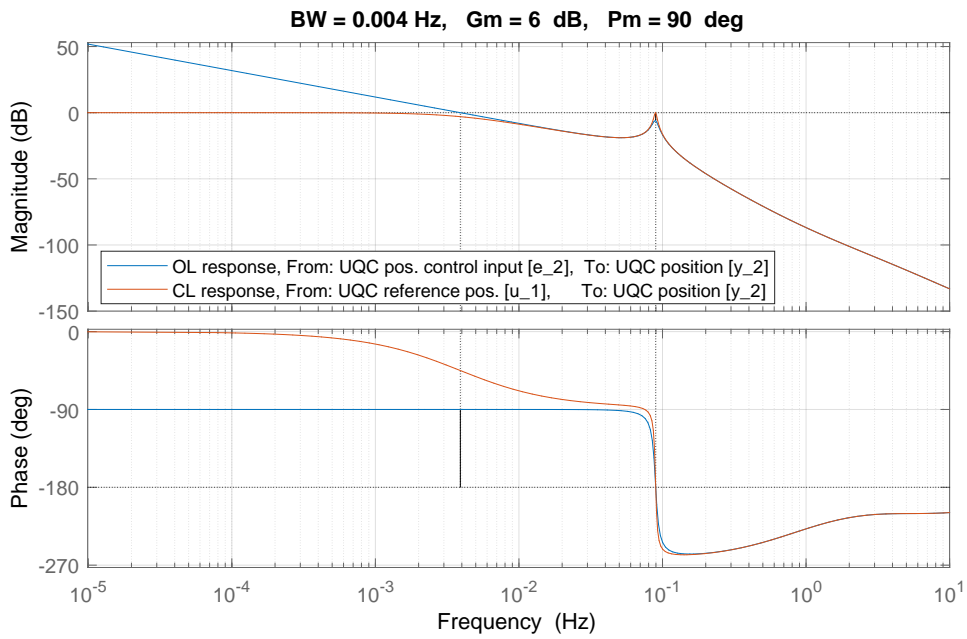 BW = 0.004 Hz,   Gm = 6  dB,   Pm = 90  deg
50
0
-50
-100
-150
Magnitude (dB)
OL response, From: UQC pos. control input [e_2],  To: UQC position [y_2]
CL response, From: UQC reference pos. [u_1],      To: UQC position [y_2]
0
-90
-180
-270
Phase (deg)
10^-5
10^-4
10^-3
10^-2
10^-1
10^0
10^1
Frequency  (Hz)